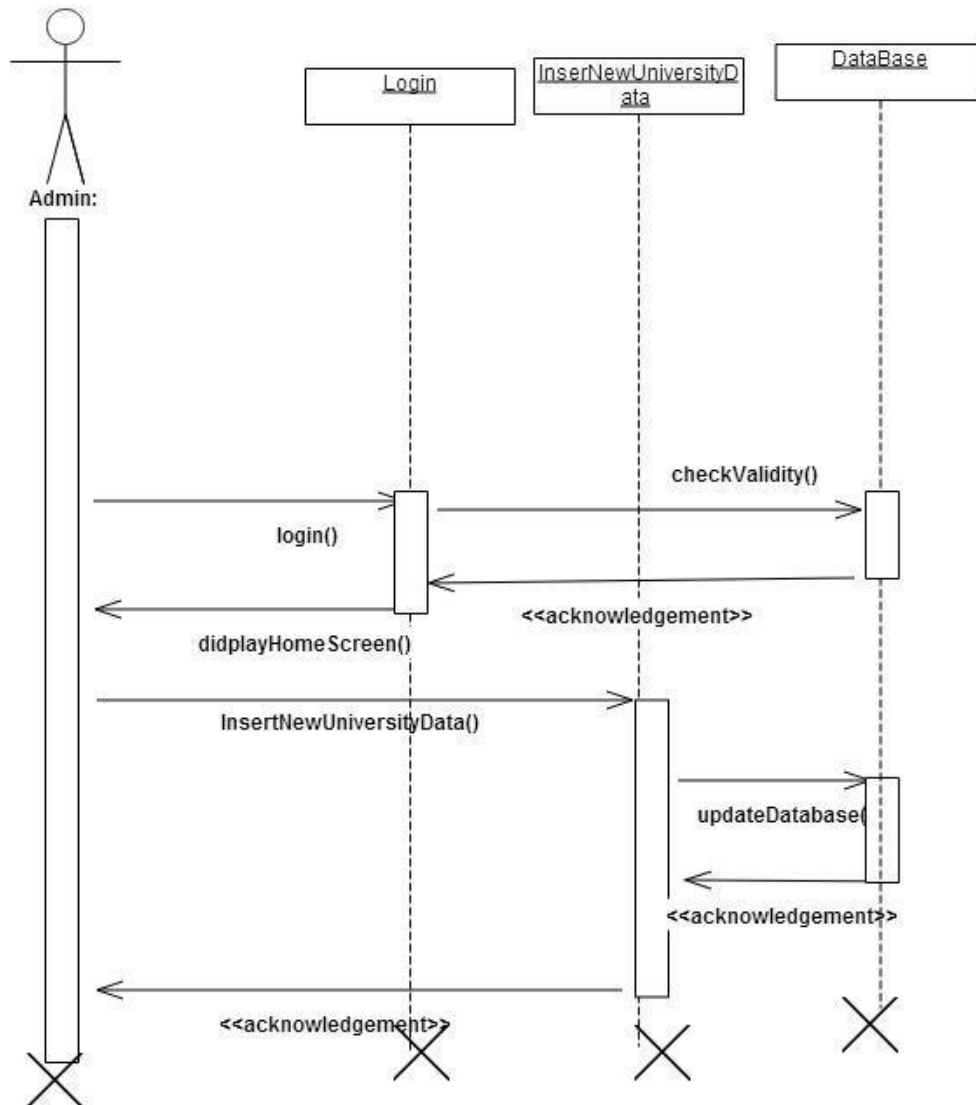 Login
InserNewUniversityD
ata
DataBase
Admin:
checkValidity()
login()
<<acknowledgement>>
didplayHomeScreen()
InsertNewUniversityData()
updateDatabase(
<<acknowledgement>>
<<acknowledgement>>